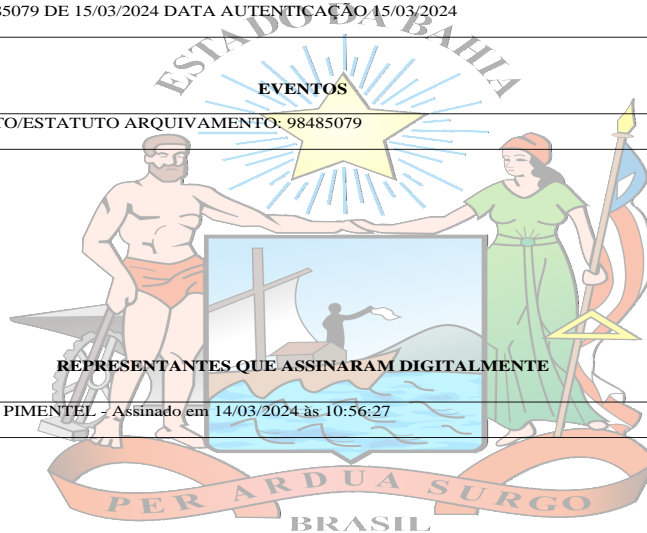 85079 DE 15/03/2024 DATA AUTENTICAÇÃO 15/03/2024
ESTADO DA BAHIA
EVENTOS
TO/ESTATUTO ARQUIVAMENTO: 98485079
REPRESENTANTES QUE ASSINARAM DIGITALMENTE
PIMENTEL - Assinado em 14/03/2024 às 10:56:27
PER ARDUA SURGO
BRASIL